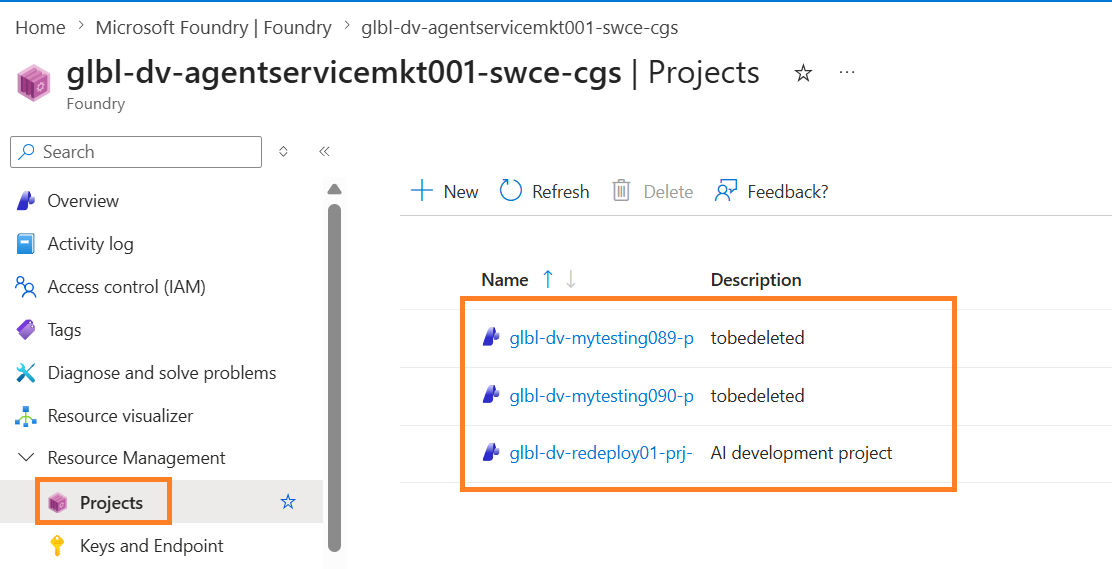 Home > Microsoft Foundry | Foundry > glbl-dv-agentservicemkt001-swce-cgs
glbl-dv-agentservicemkt001-swce-cgs | Projects
Foundry
Search
Overview
Activity log
Access control (IAM)
Tags
Diagnose and solve problems
Resource visualizer
Resource Management
Projects
Keys and Endpoint
New Refresh Delete Feedback?
Name Description
glbl-dv-mytesting089-p tobedeleted
glbl-dv-mytesting090-p tobedeleted
glbl-dv-redeploy01-prj- AI development project